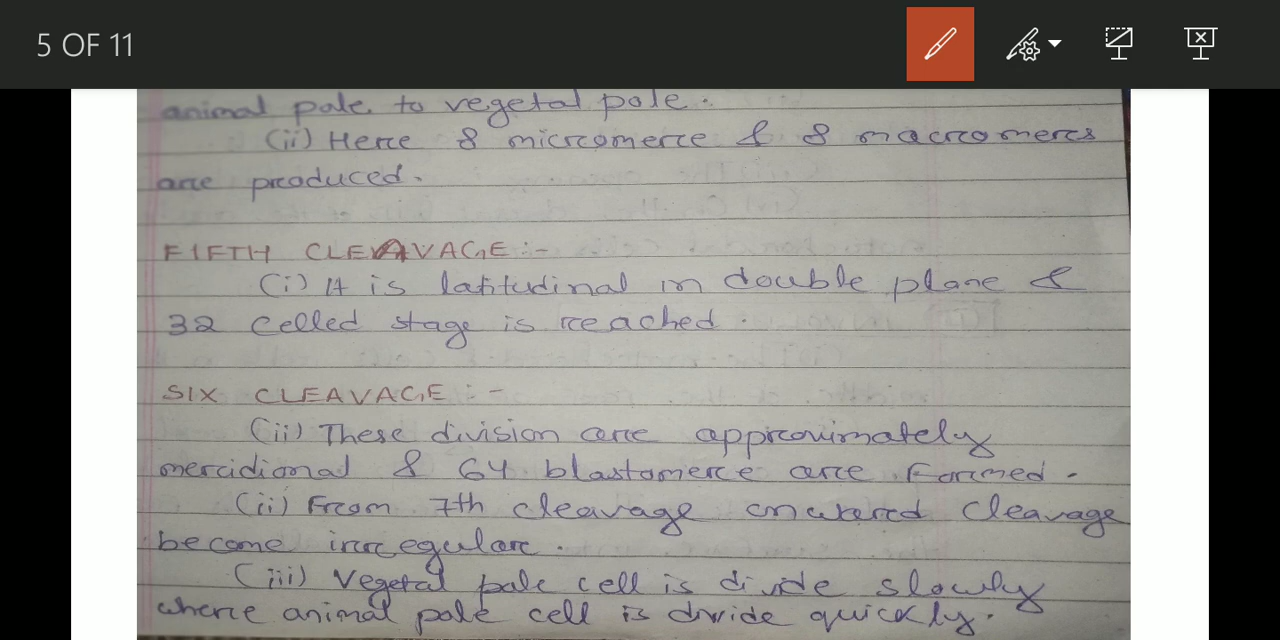 5 OF 11
animal pole to vegetal pole.
(ii) Here 8 micromere & 8 macromers
are produced.
FIFTH CLEAVAGE :-
(i) It is latitudinal in double plane &
32 celled stage is reached.
SIX CLEAVAGE :-
(ii) These division are approximately
meridional & 64 blastomere are formed.
(ii) From 7th cleavage onwered cleavage
become irregular.
(iii) Vegetal pole cell is divide slowly
where animal pole cell is divide quickly.